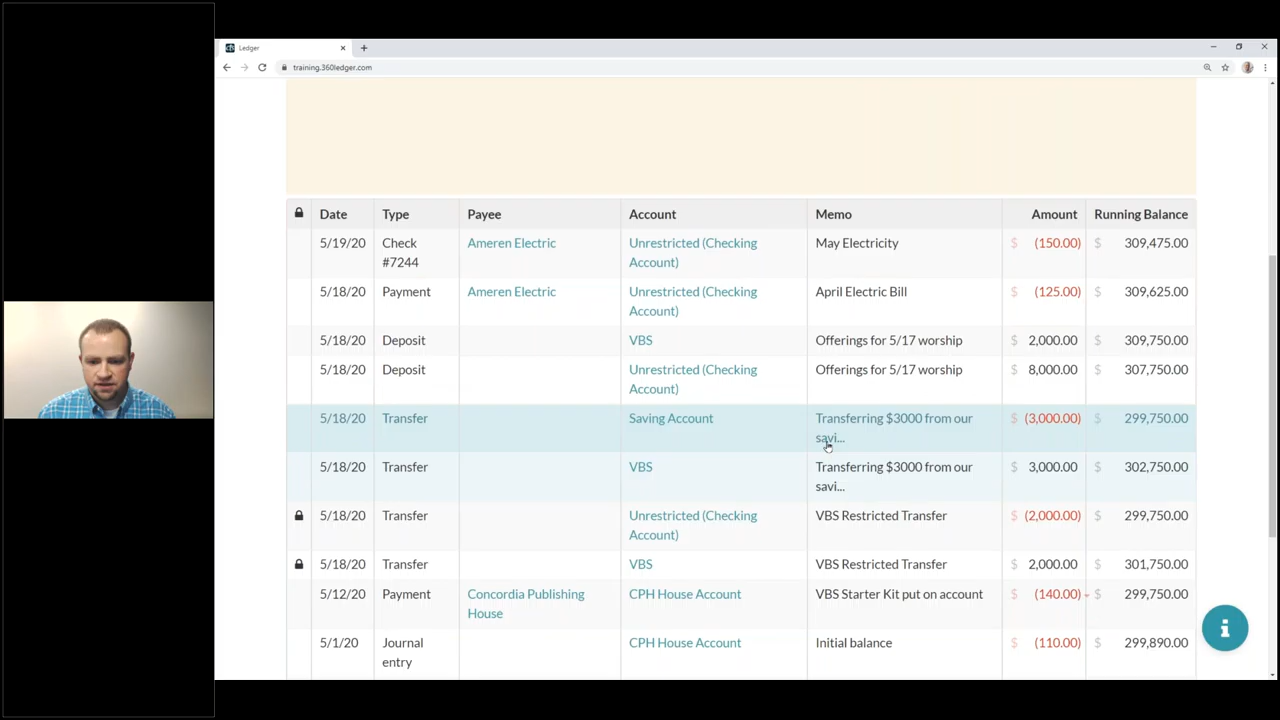 Ledger
training.360ledger.com
Date Type Payee Account Memo Amount Running Balance
5/19/20 Check Ameren Electric Unrestricted (Checking May Electricity $ (150.00) $ 309,475.00
#7244 Account)
5/18/20 Payment Ameren Electric Unrestricted (Checking April Electric Bill $ (125.00) $ 309,625.00
Account)
5/18/20 Deposit VBS Offerings for 5/17 worship $ 2,000.00 $ 309,750.00
5/18/20 Deposit Unrestricted (Checking Offerings for 5/17 worship $ 8,000.00 $ 307,750.00
Account)
5/18/20 Transfer Saving Account Transferring $3000 from our $ (3,000.00) $ 299,750.00
savi...
5/18/20 Transfer VBS Transferring $3000 from our $ 3,000.00 $ 302,750.00
savi...
5/18/20 Transfer Unrestricted (Checking VBS Restricted Transfer $ (2,000.00) $ 299,750.00
Account)
5/18/20 Transfer VBS VBS Restricted Transfer $ 2,000.00 $ 301,750.00
5/12/20 Payment Concordia Publishing CPH House Account VBS Starter Kit put on account $ (140.00) $ 299,750.00
House
5/1/20 Journal CPH House Account Initial balance $ (110.00) $ 299,890.00
entry